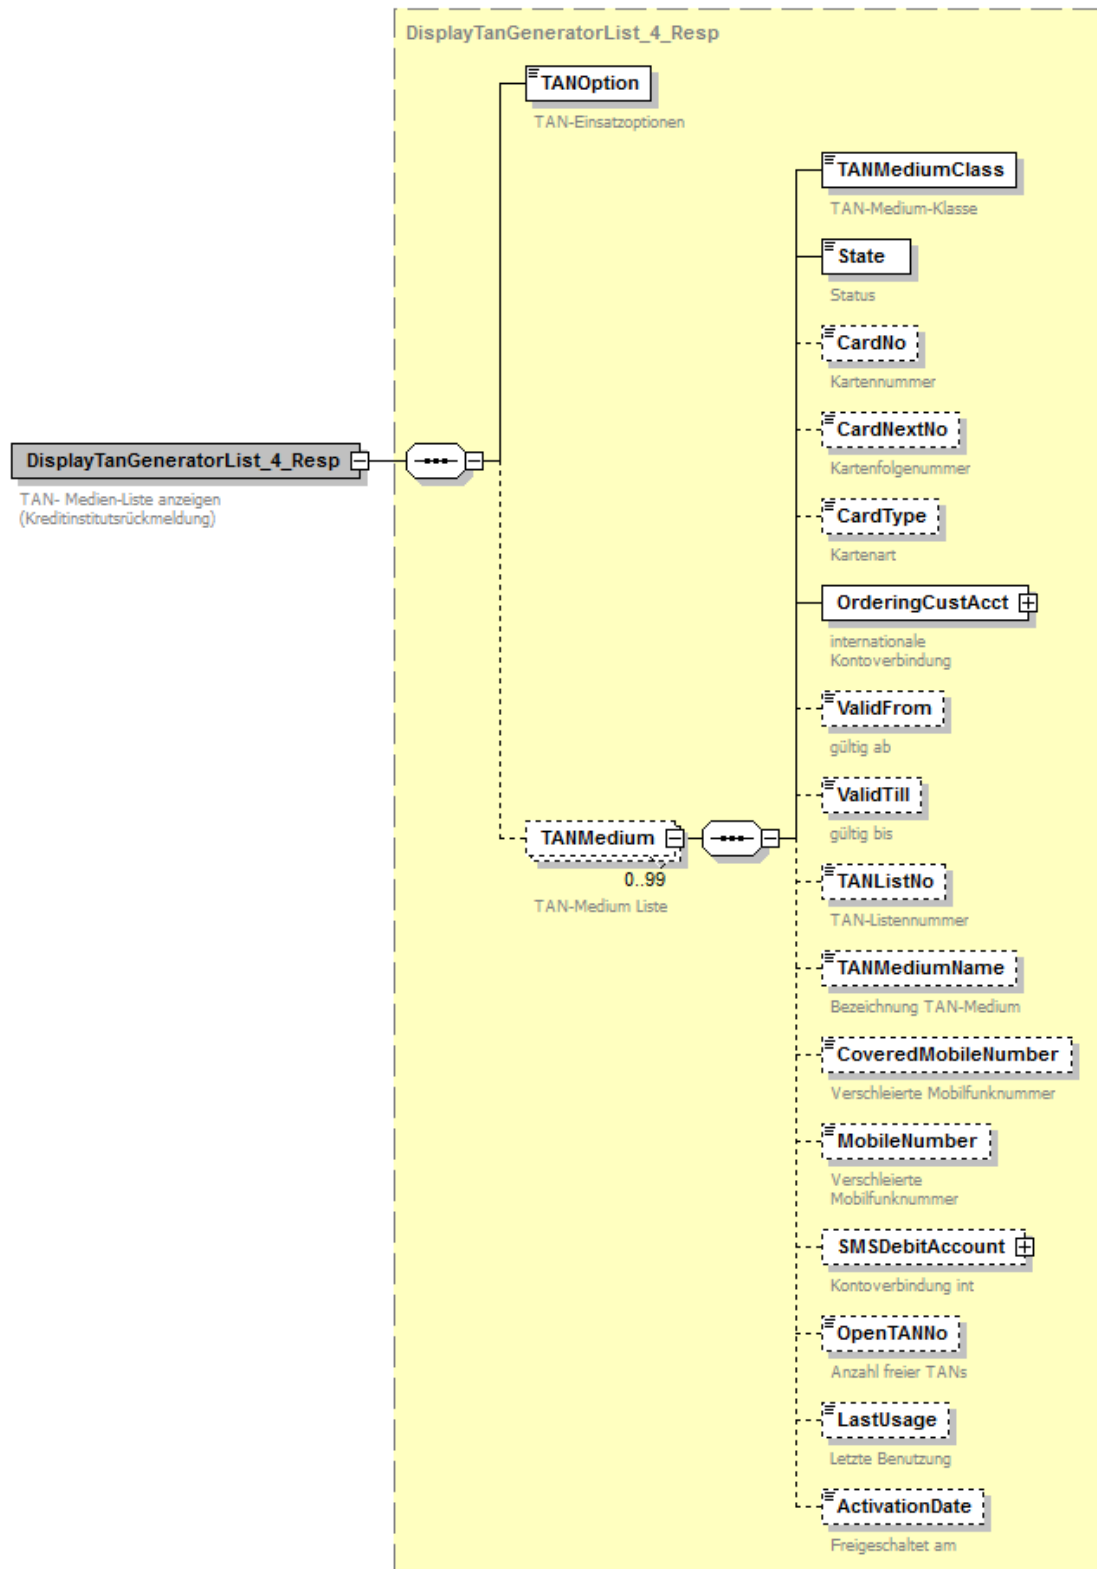 DisplayTanGeneratorList_4_Resp
TANOption
TAN-Einsatzoptionen
TANMediumClass
TAN-Medium-Klasse
State
Status
CardNo
Kartennummer
CardNextNo
Kartenfolgenummer
DisplayTanGeneratorList_4_Resp
TAN- Medien-Liste anzeigen
(Kreditinstitutsrückmeldung)
CardType
Kartenart
OrderingCustAcct
internationale
Kontoverbindung
ValidFrom
gültig ab
ValidTill
gültig bis
TANMedium
0..99
TAN-Medium Liste
TANListNo
TAN-Listennummer
TANMediumName
Bezeichnung TAN-Medium
CoveredMobileNumber
Verschleierte Mobilfunknummer
MobileNumber
Verschleierte
Mobilfunknummer
SMSDebitAccount
Kontoverbindung int
OpenTANNo
Anzahl freier TANs
LastUsage
Letzte Benutzung
ActivationDate
Freigeschaltet am